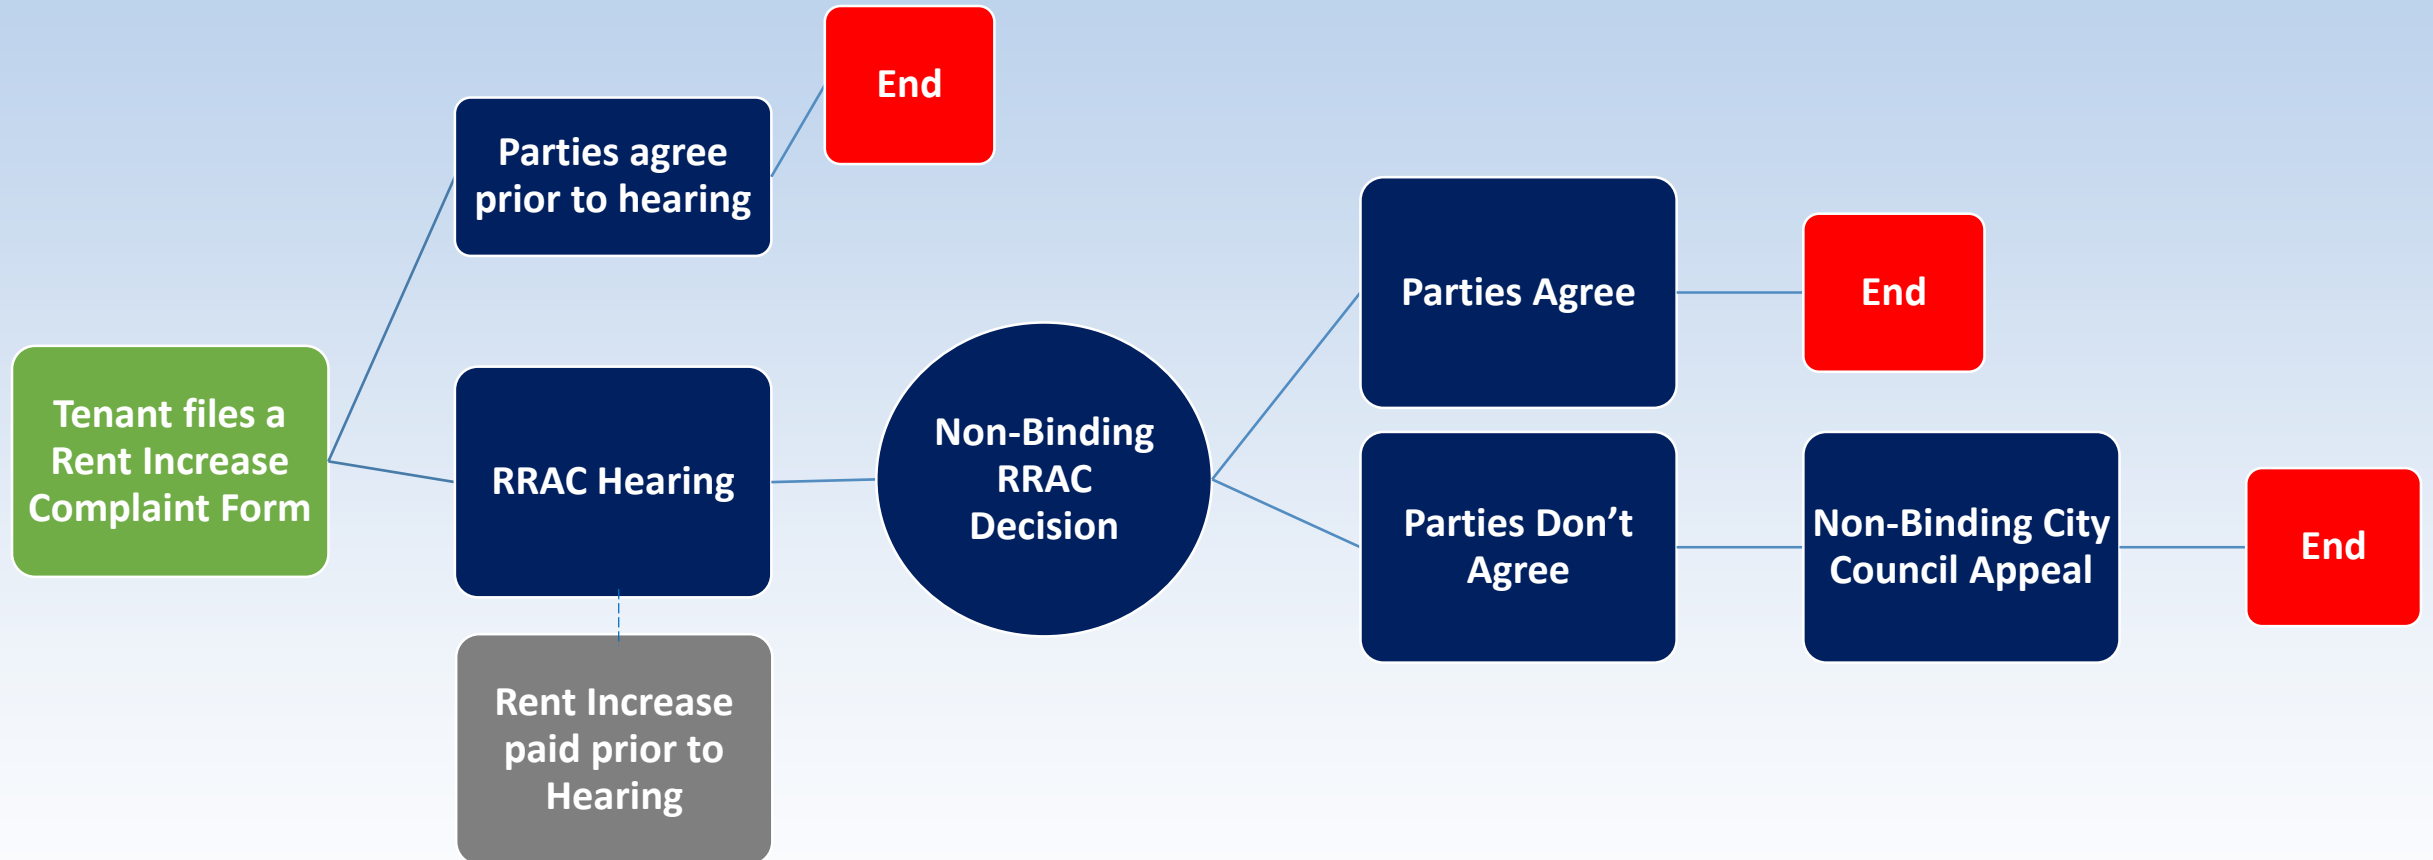 End
Parties agree
prior to hearing
Tenant files a
Rent Increase
Complaint Form
RRAC Hearing
Rent Increase
paid prior to
Hearing
Non-Binding
RRAC
Decision
Parties Agree
End
Parties Don’t
Agree
Non-Binding City
Council Appeal
End